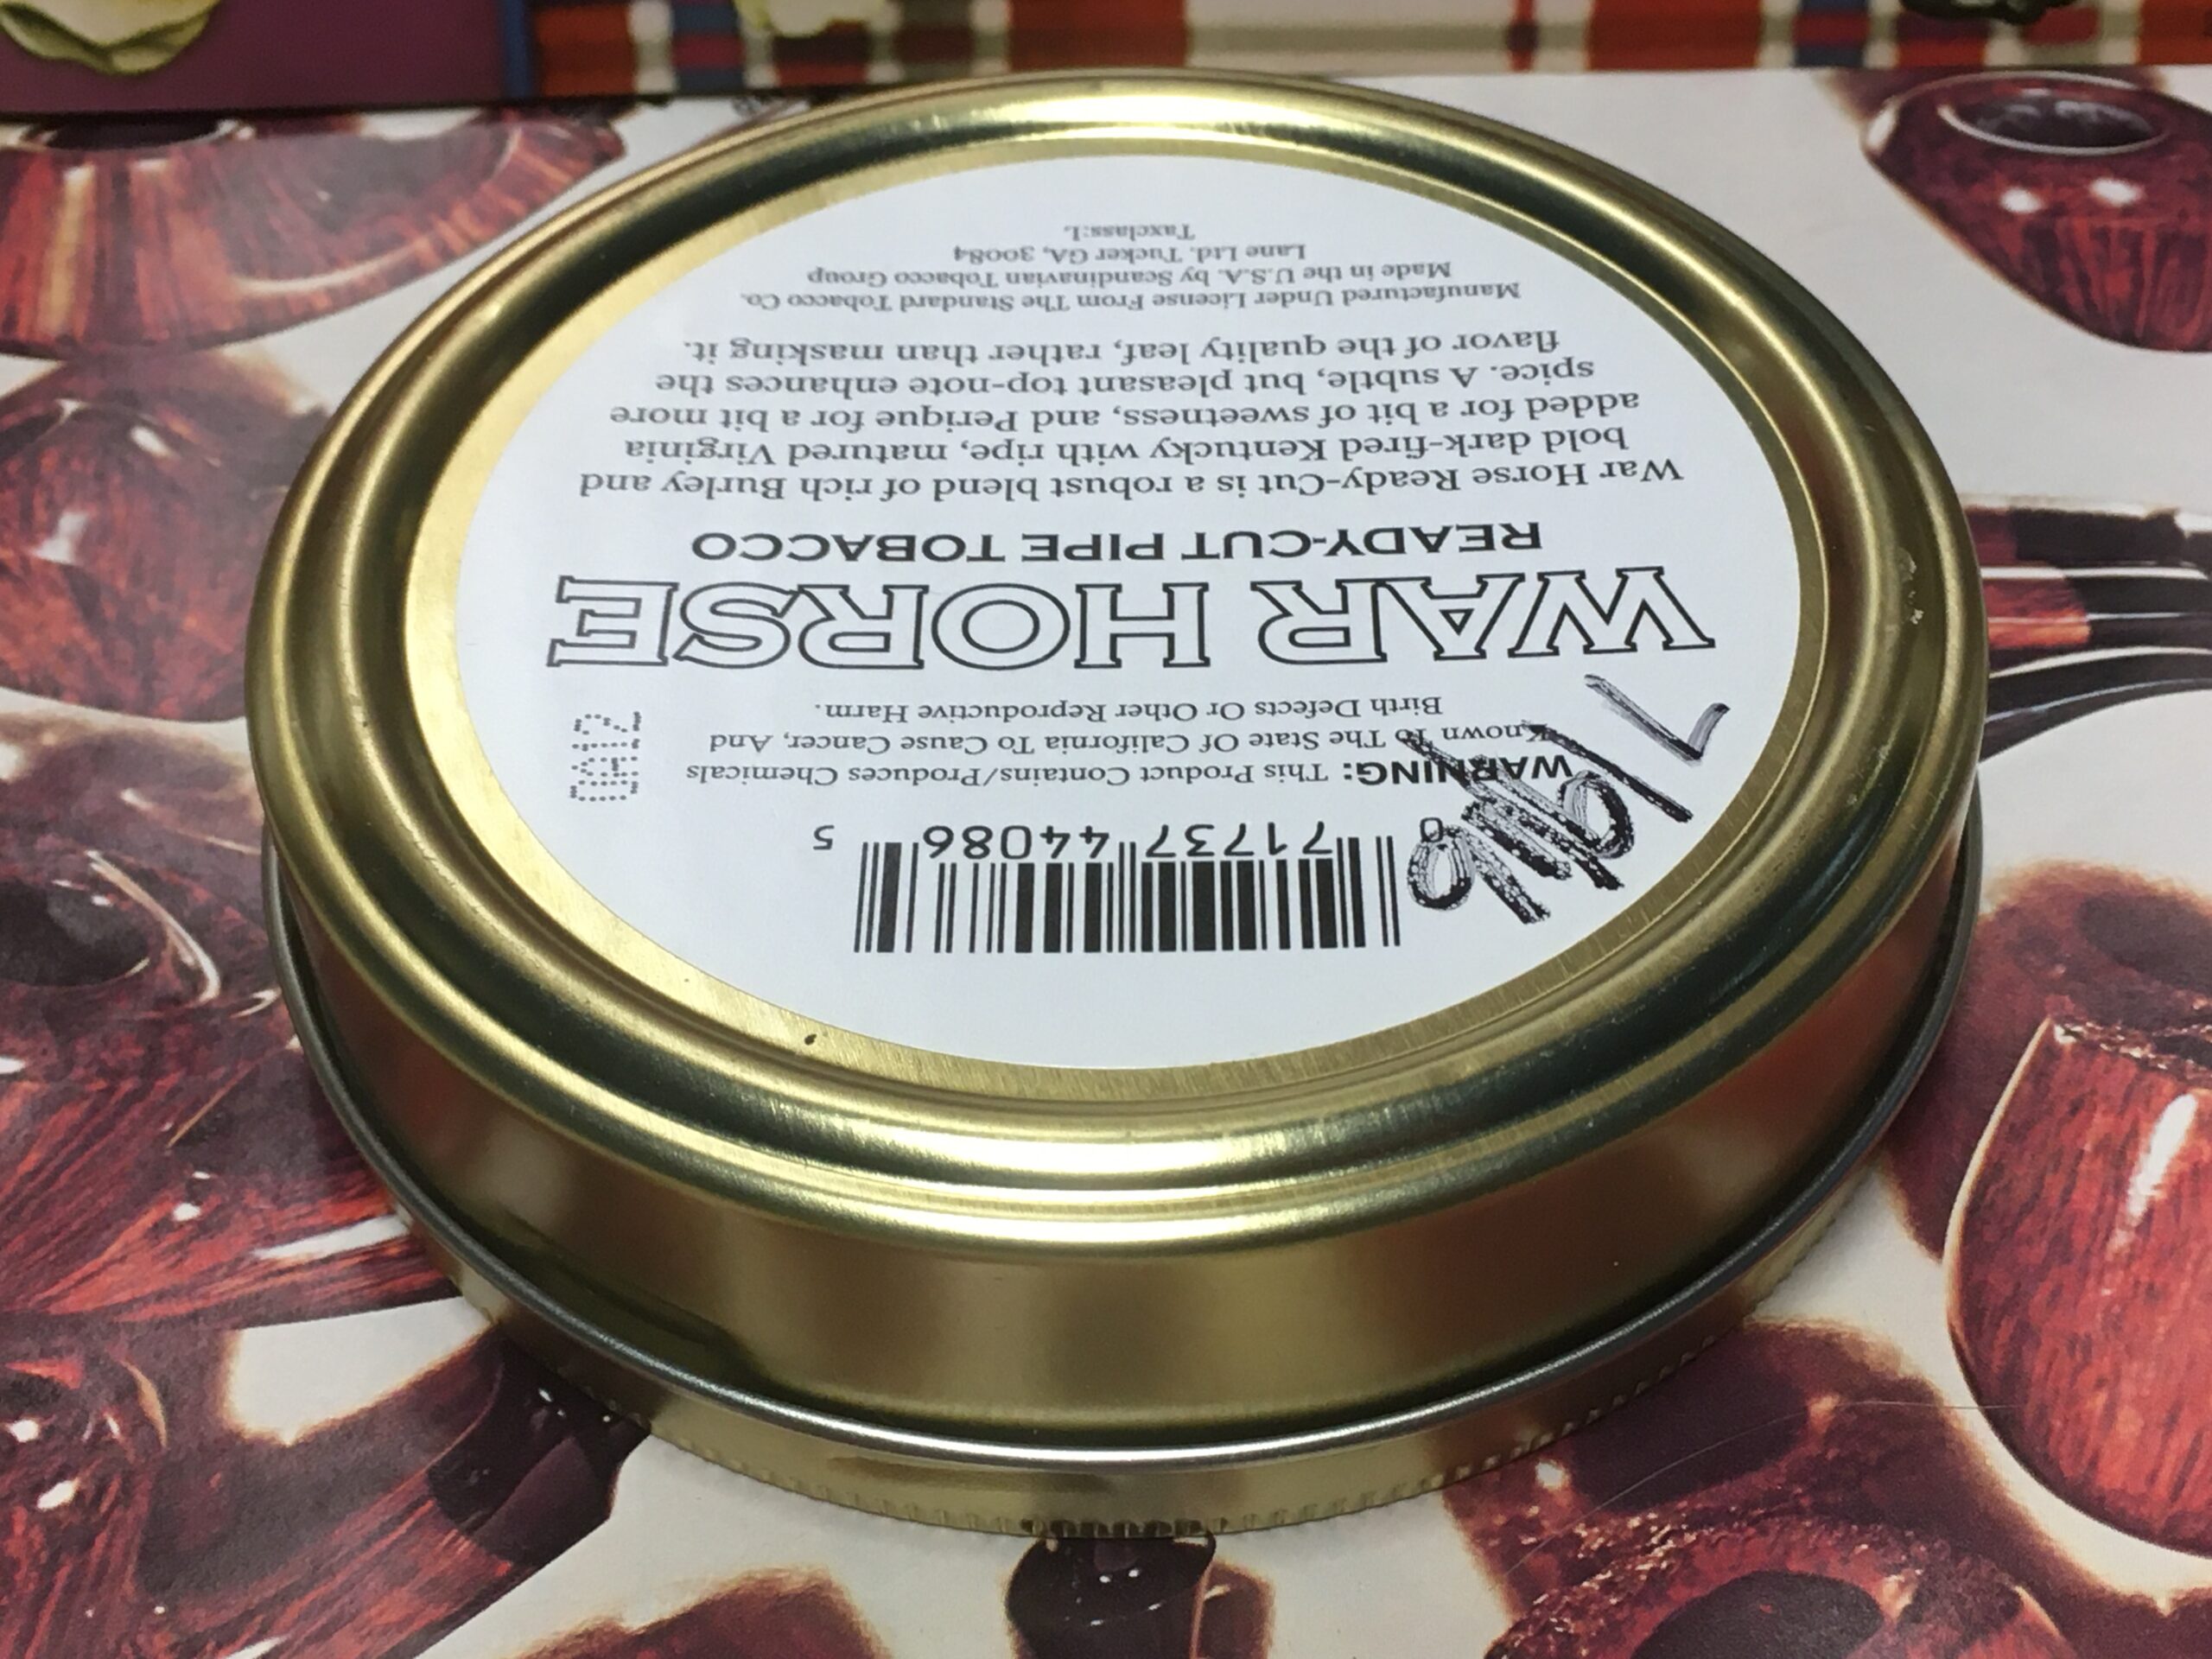 0 71737 44086 5
WARNING: This Product Contains/Produces Chemicals
Known To The State Of California To Cause Cancer, And
Birth Defects Or Other Reproductive Harm.
WAR HORSE
READY-CUT PIPE TOBACCO
War Horse Ready-Cut is a robust blend of rich Burley and
bold dark-fired Kentucky with ripe, matured Virginia
added for a bit of sweetness, and Perique for a bit more
spice. A subtle, but pleasant top-note enhances the
flavor of the quality leaf, rather than masking it.
Manufactured Under License From The Standard Tobacco Co.
Made in the U.S.A. by Scandinavian Tobacco Group
Lane Ltd. Tucker GA, 30084
Taxclass:L